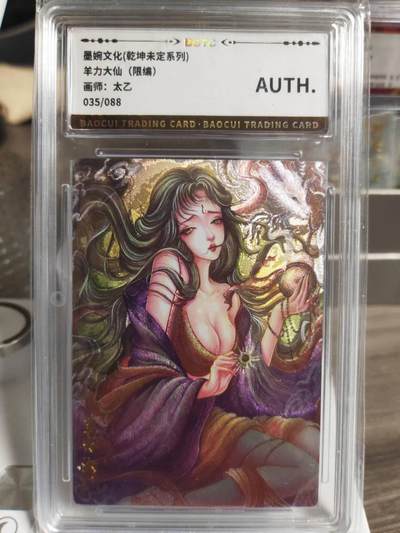 墨婉文化(乾坤未定系列)
羊力大仙（限编）
画师：太乙
035/088
AUTH.
BAOCUI TRADING CARD·BAOCUI TRADING CARD